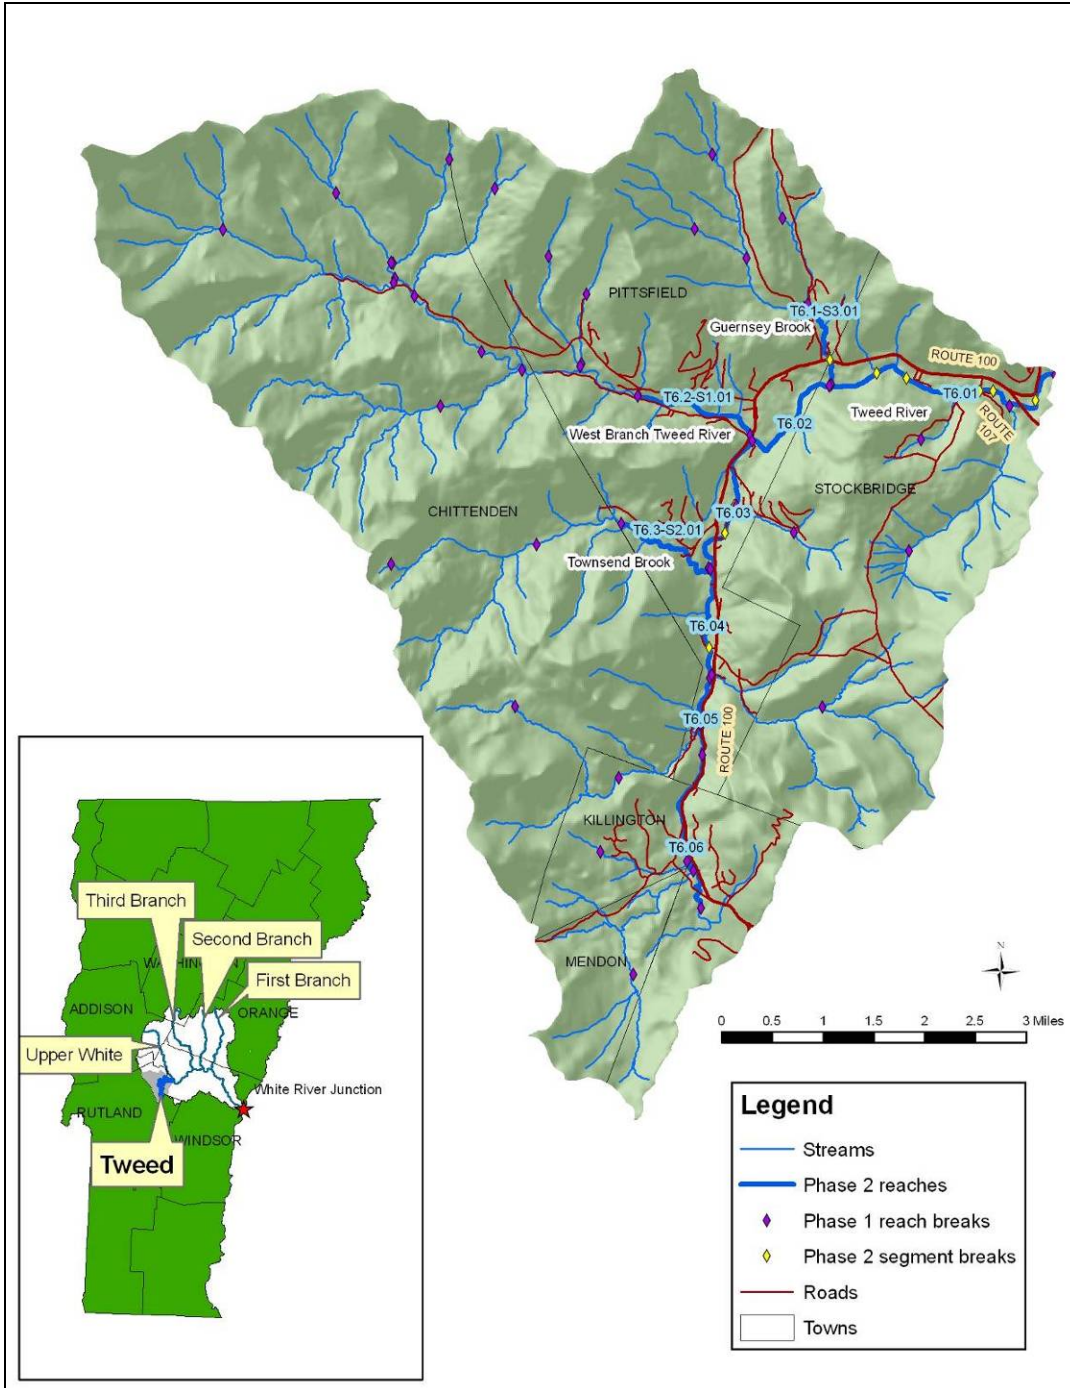 PITTSFIELD
T6.1-S3.01
Guernsey Brook
ROUTE 100
T6.01
T6.2-S1.01
Tweed River
ROUTE
107
T6.02
West Branch Tweed River
STOCKBRIDGE
CHITTENDEN
T6.03
T6.3-S2.01
Townsend Brook
T6.04
T6.05
ROUTE 100
KILLINGTON
T6.06
MENDON
N
0 0.5 1 1.5 2 2.5 3 Miles
Third Branch
Second Branch
First Branch
ADDISON
ORANGE
Upper White
White River Junction
RUTLAND
WINDSOR
Tweed
Legend
Streams
Phase 2 reaches
Phase 1 reach breaks
Phase 2 segment breaks
Roads
Towns